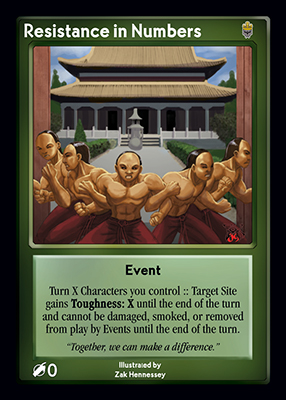 Resistance in Numbers
Event
Turn X Characters you control :: Target Site
gains Toughness: X until the end of the turn
and cannot be damaged, smoked, or removed
from play by Events until the end of the turn.
"Together, we can make a difference."
0
Illustrated by
Zak Hennessey